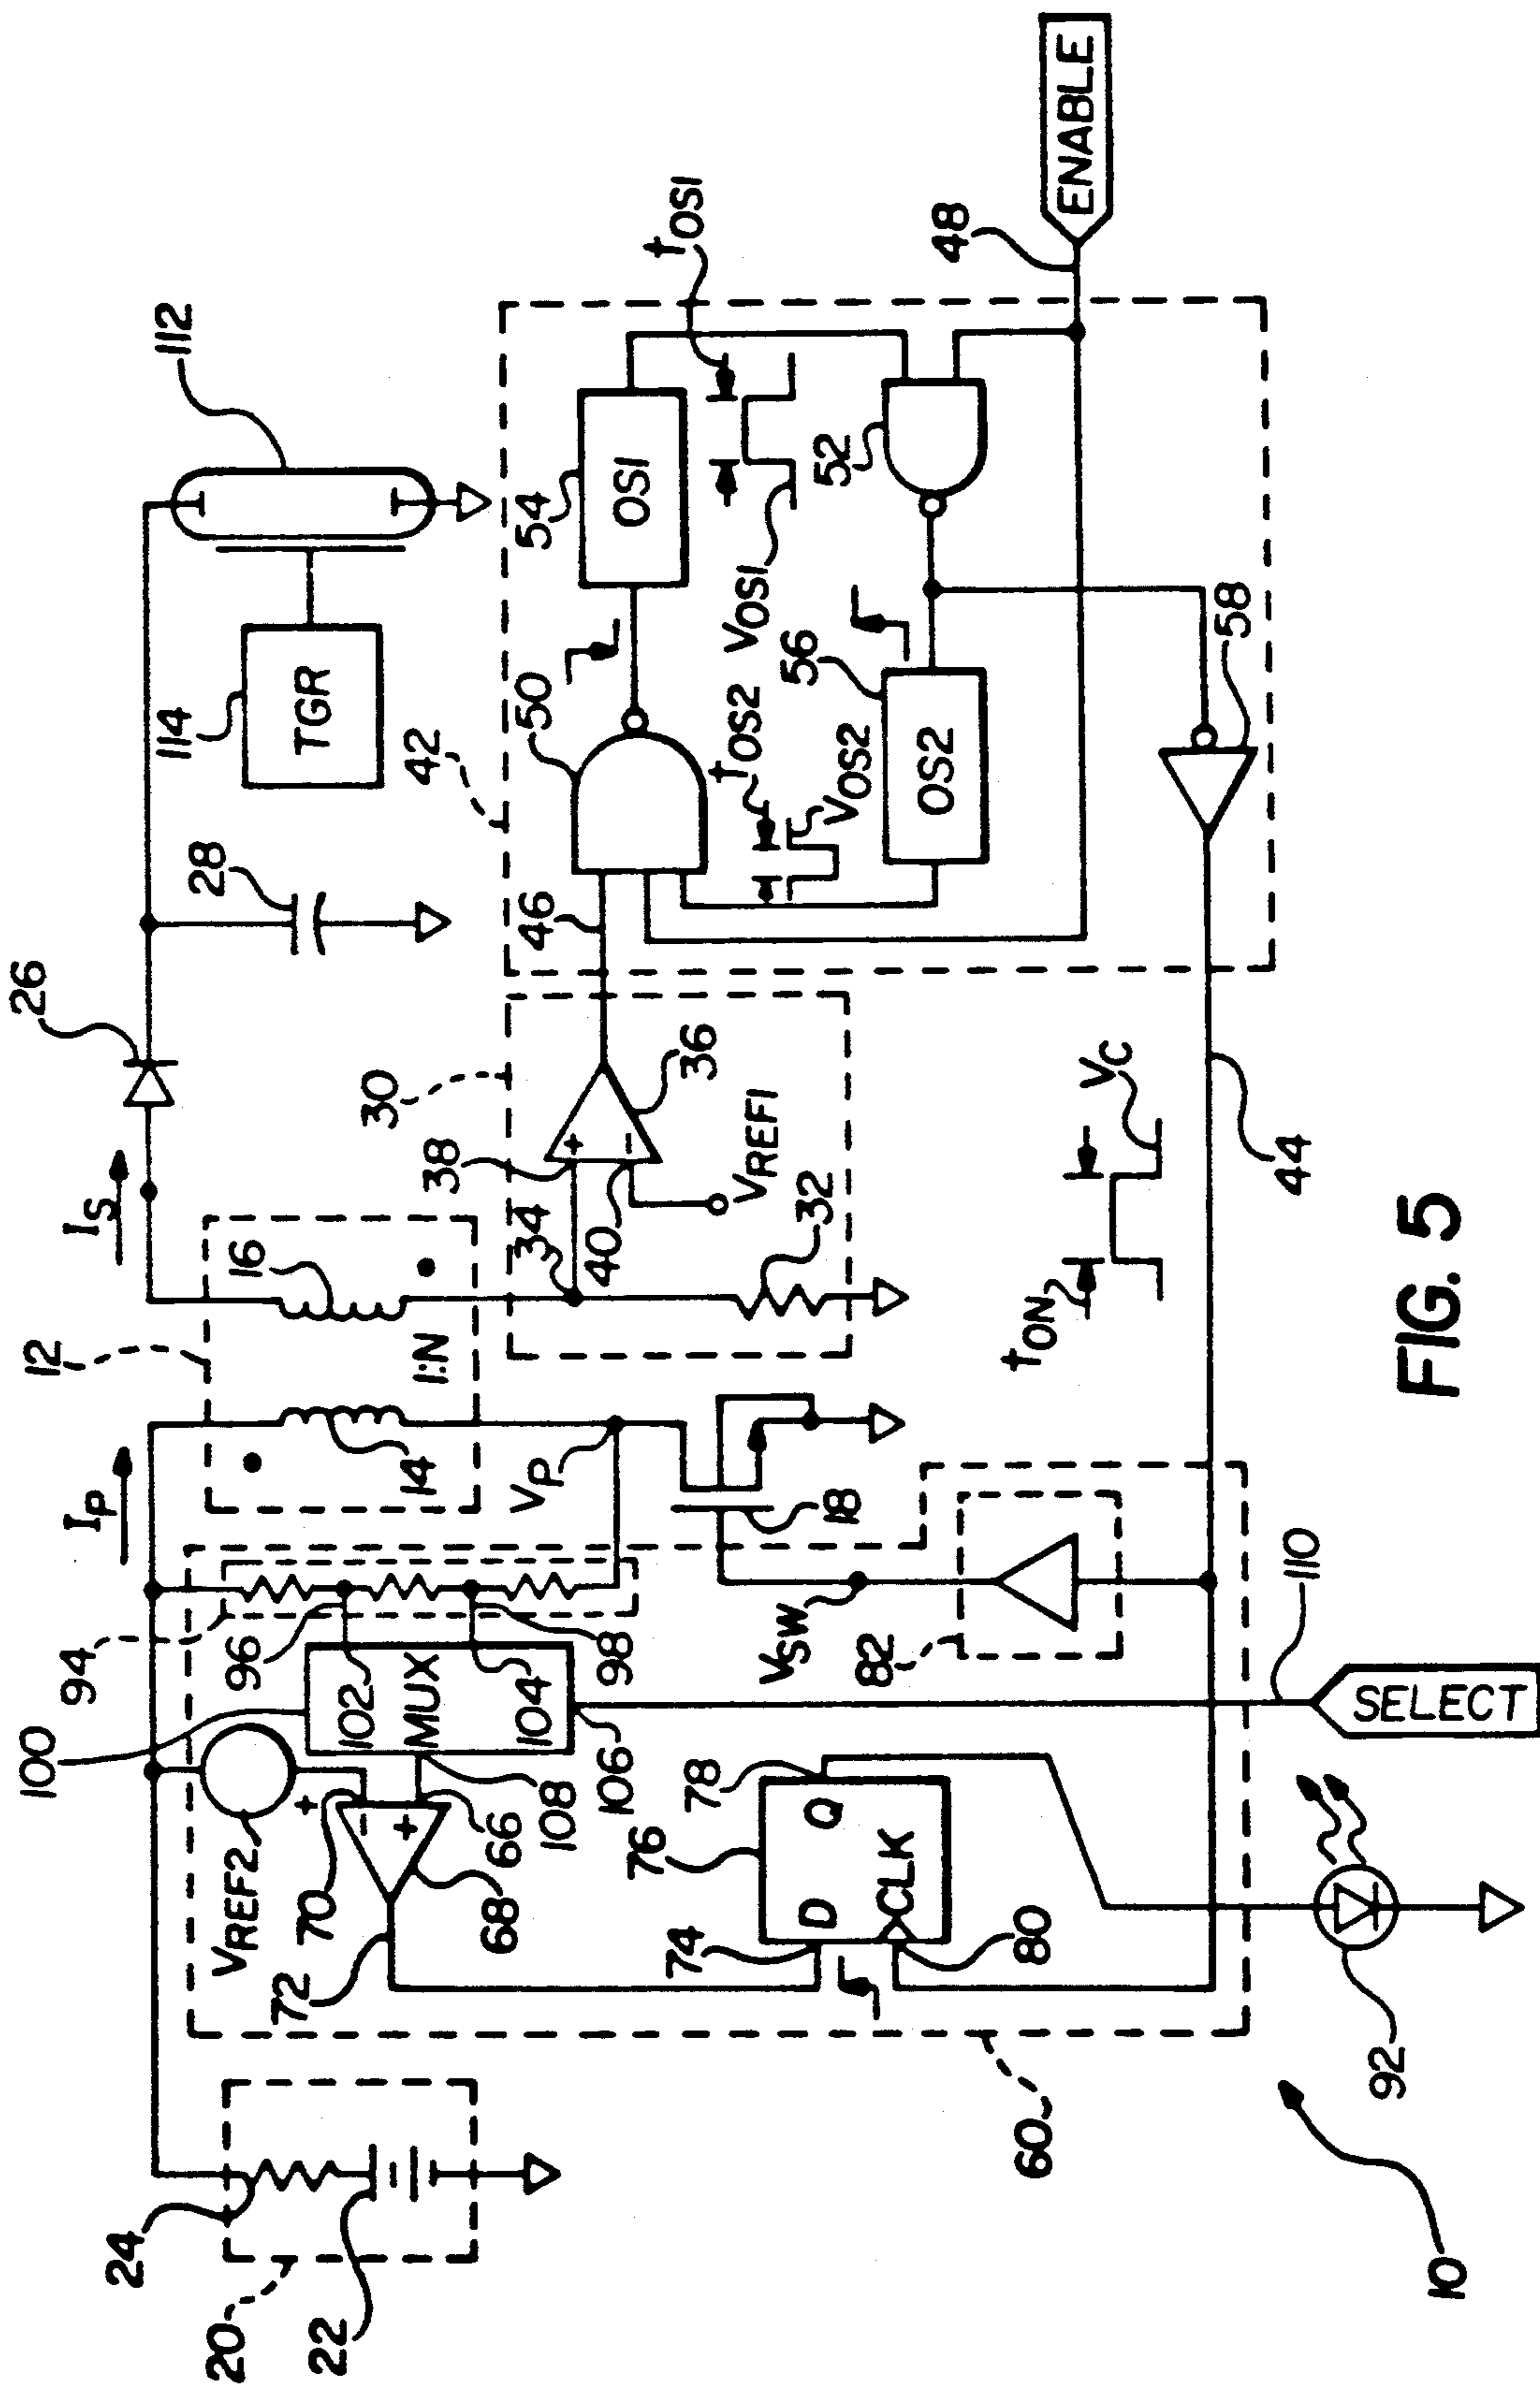 24
20
22
10
92
60
VREF2
70
72
68
66
108
106
100
102
MUX
104
+
−
+
74
76
78
80
D
Q
CLK
94
96
98
SELECT
110
IP
12
14
16
1:N
VP
18
VSW
82
IS
26
28
30
34
38
40
36
+
−
VREF1
32
tON
VC
44
46
42
50
54
OS1
VOS1
tOS1
tOS2
VOS2
56
OS2
52
58
48
ENABLE
114
TGR
112
FIG. 5